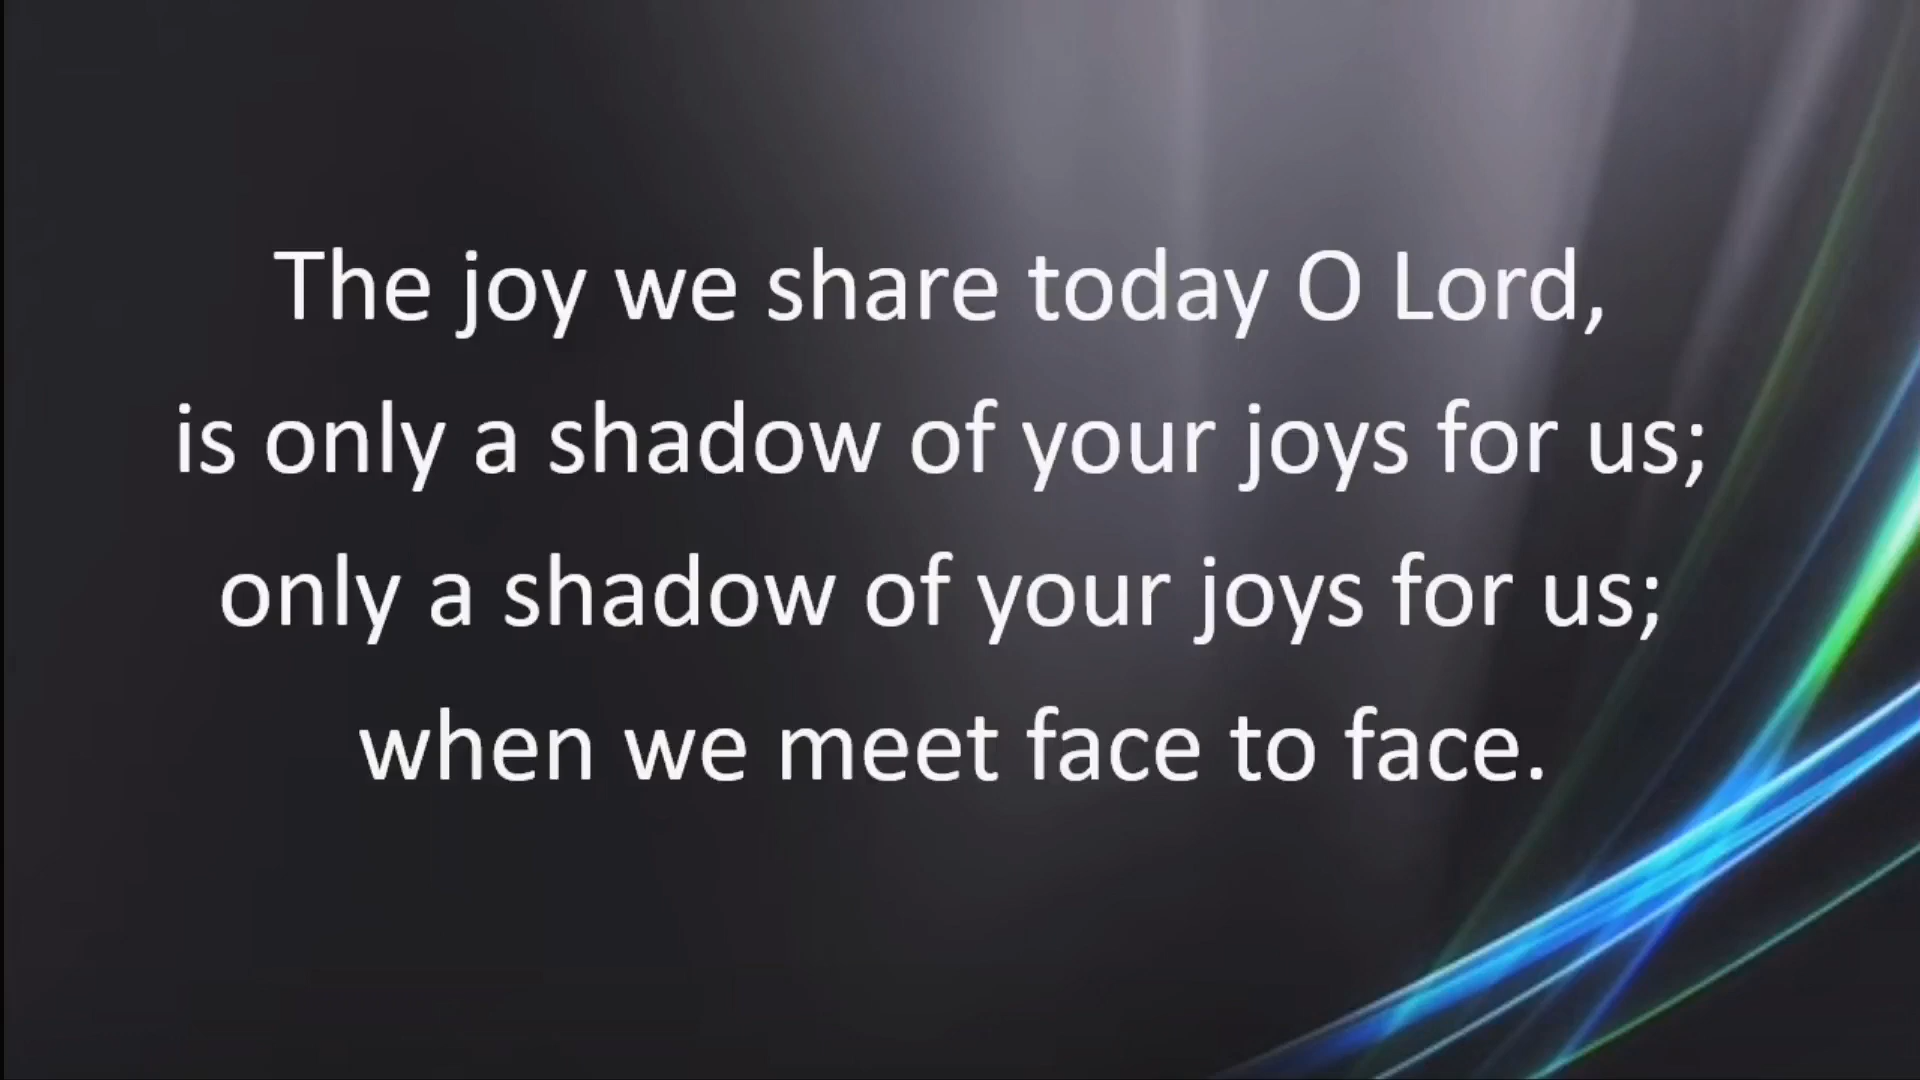 The joy we share today O Lord,
is only a shadow of your joys for us;
only a shadow of your joys for us;
when we meet face to face.